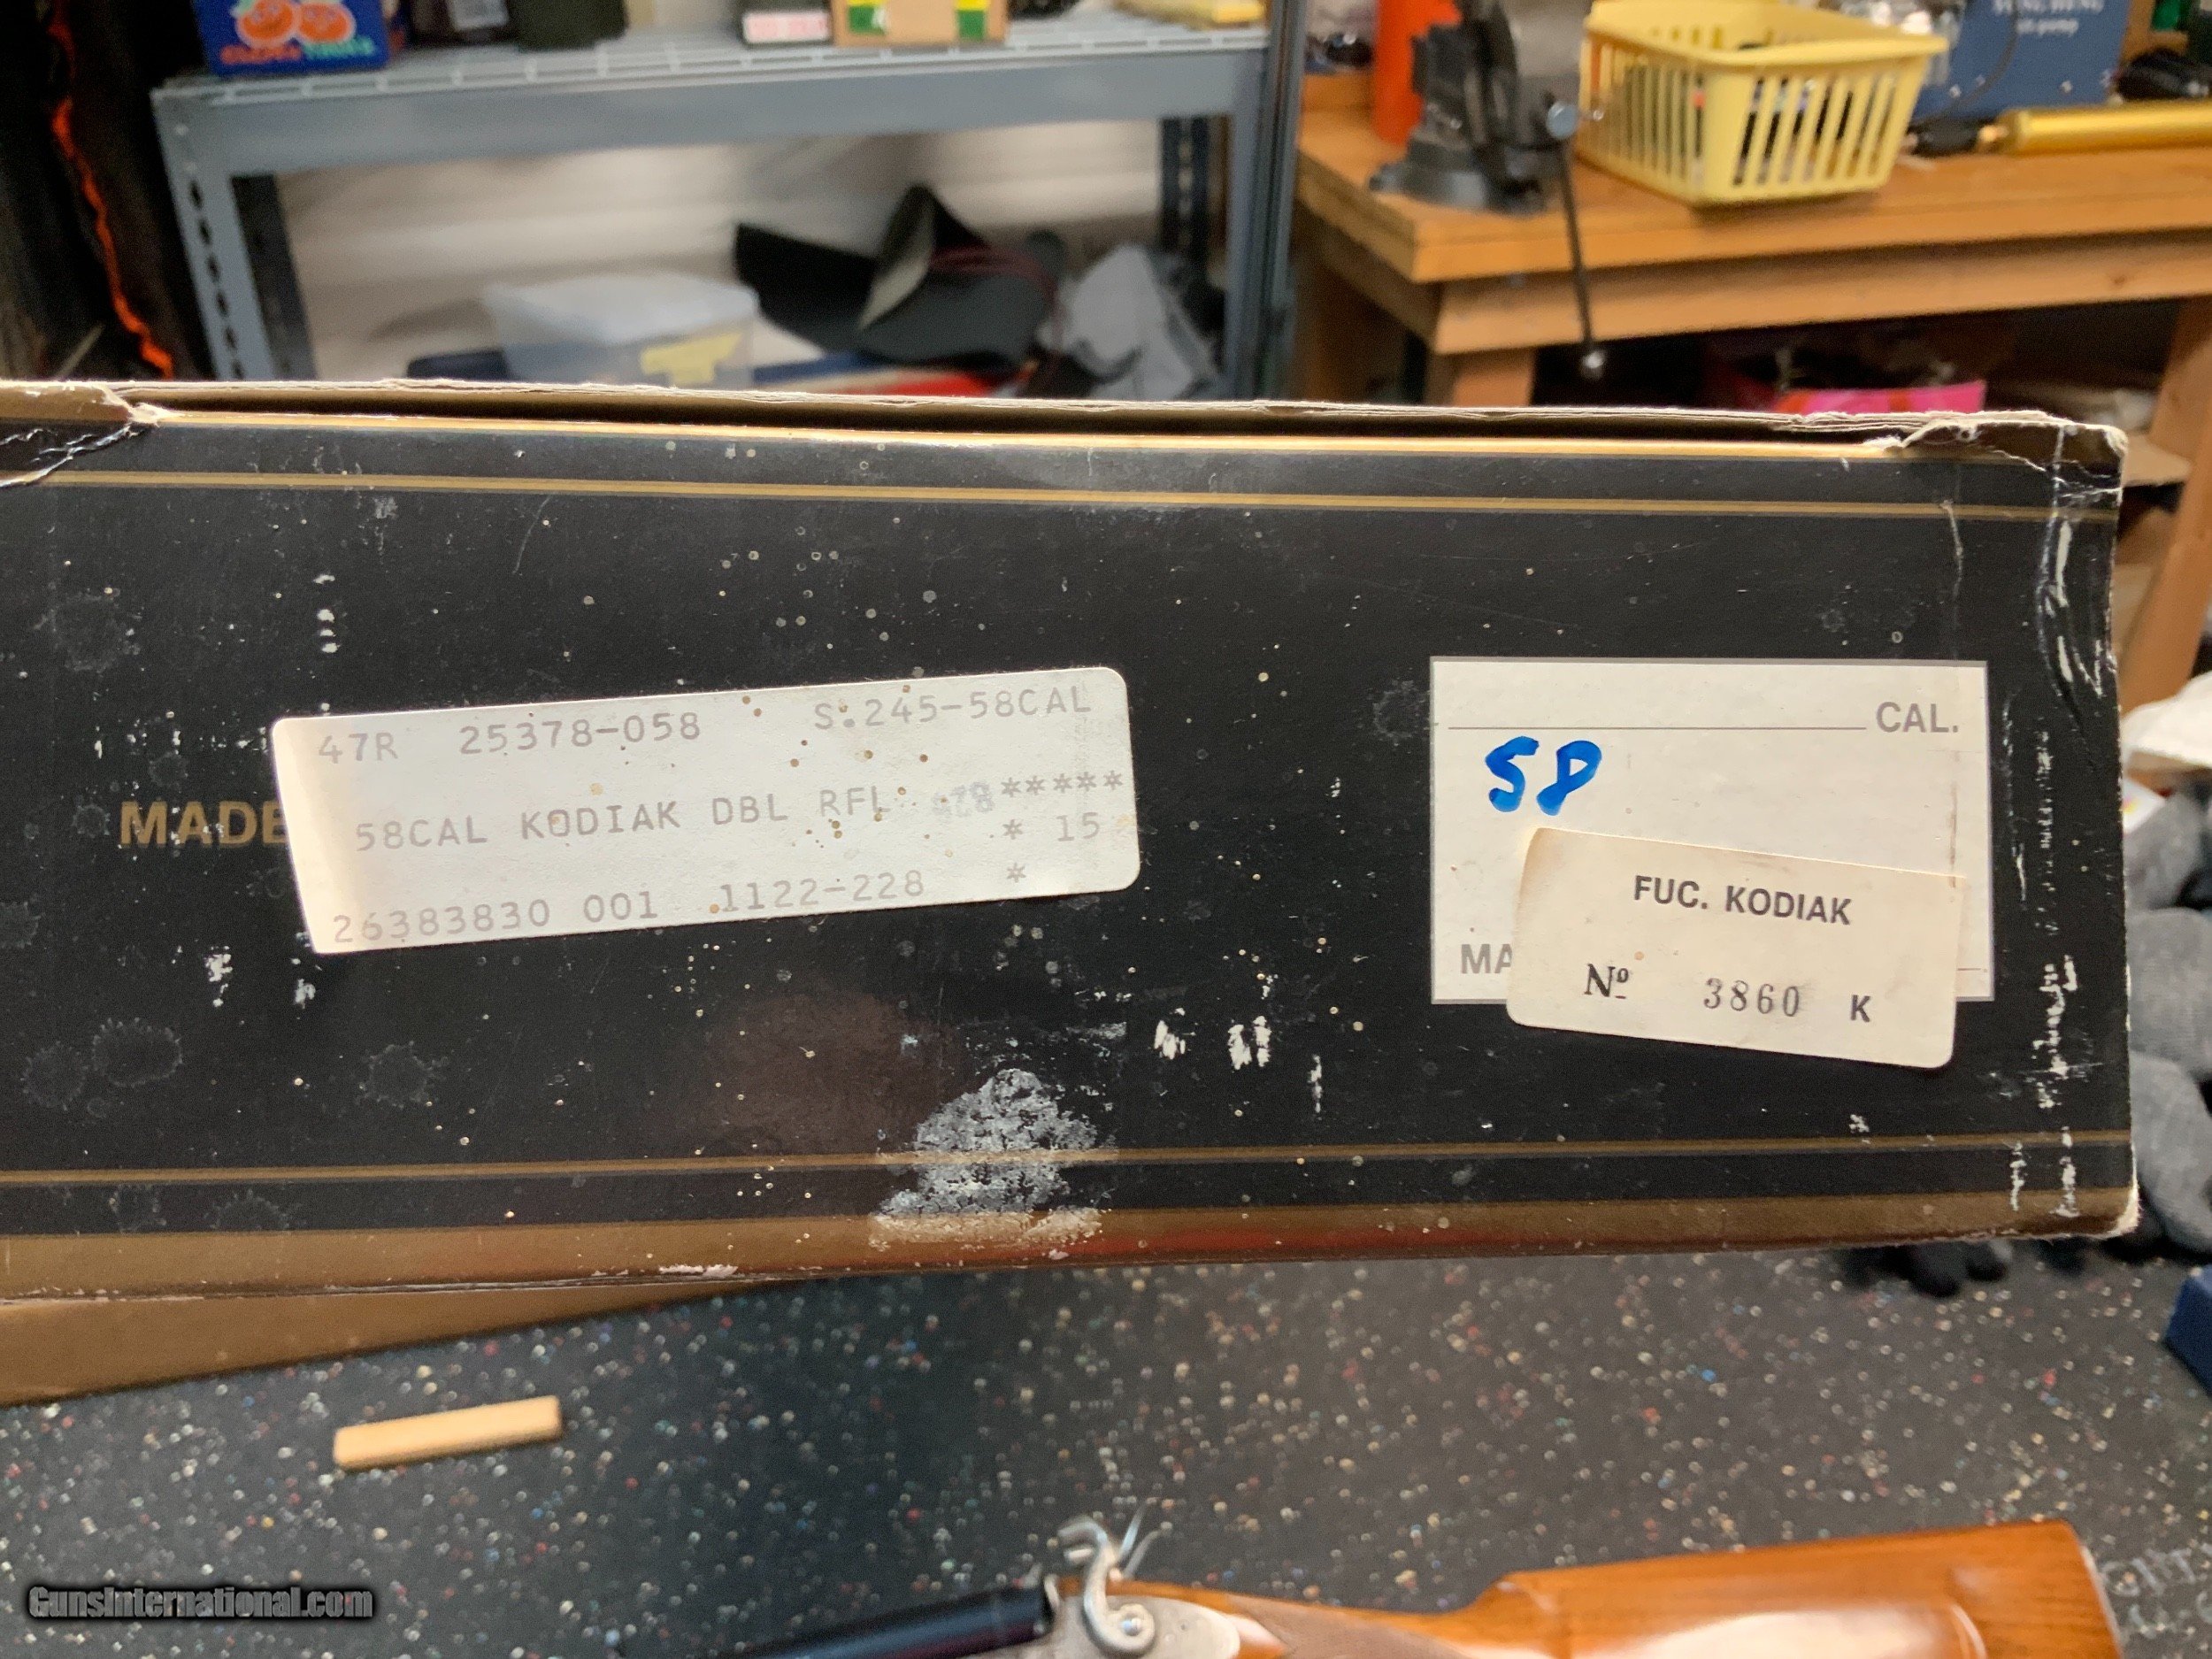 MADE
47R 25378-058 S.245-58CAL
58CAL KODIAK DBL RFL *****
* 15
26383830 001 1122-228 *
CAL.
58
FUC. KODIAK
MA
Nº 3860 K
GunsInternational.com